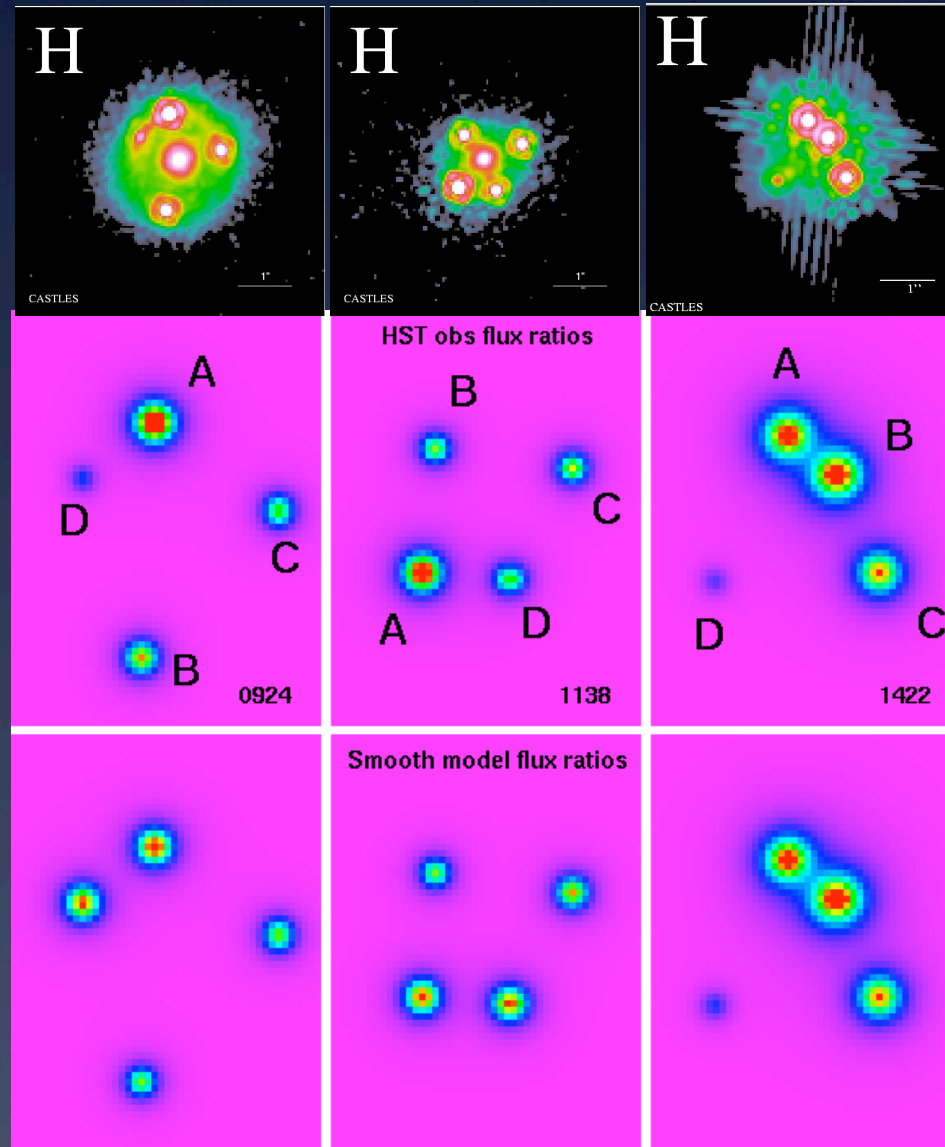 H
H
H
1"
1"
1"
CASTLES
CASTLES
CASTLES
HST obs flux ratios
A
D
C
B
0924
B
C
A
D
1138
A
B
D
C
1422
Smooth model flux ratios